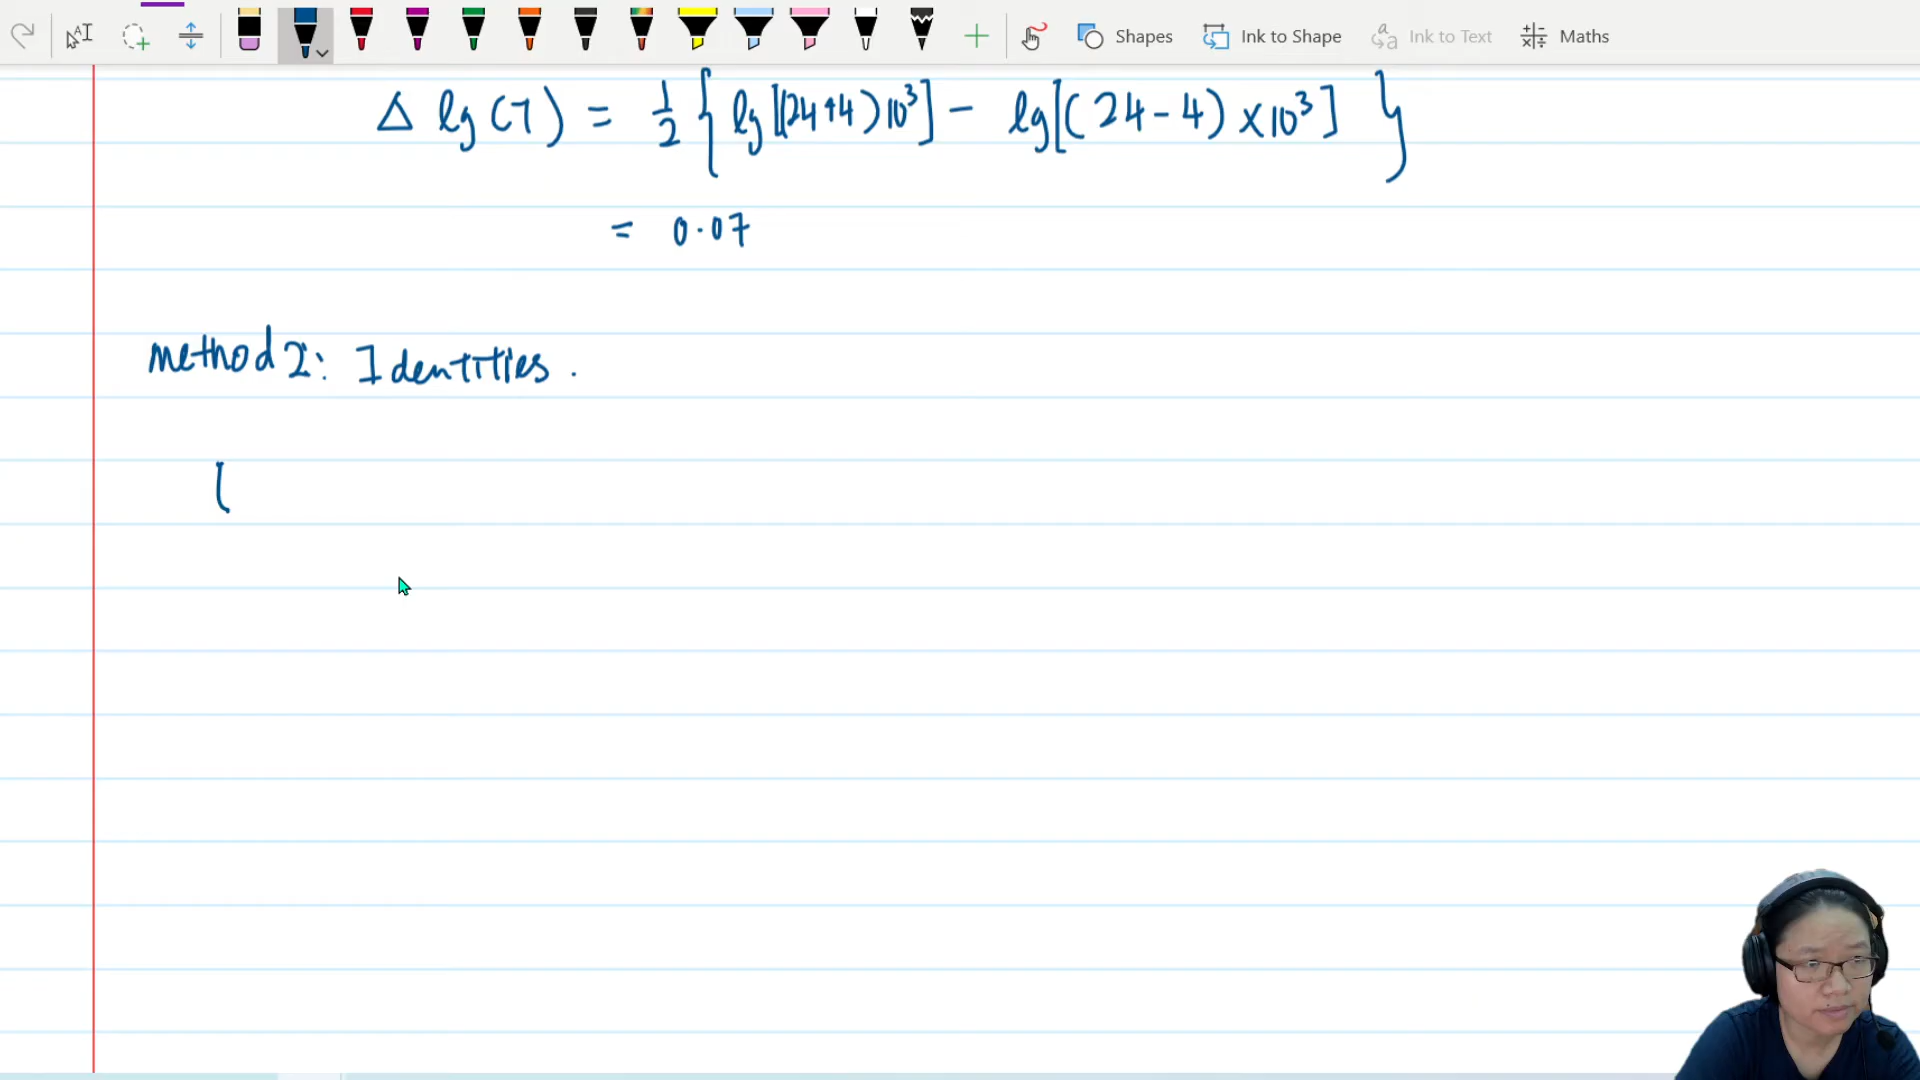 Shapes Ink to Shape Ink to Text Maths
Δ lg(T) = 1/2 { lg[(24+4)10³] - lg[(24-4)×10³] }
= 0.07
method 2: Identities.
(